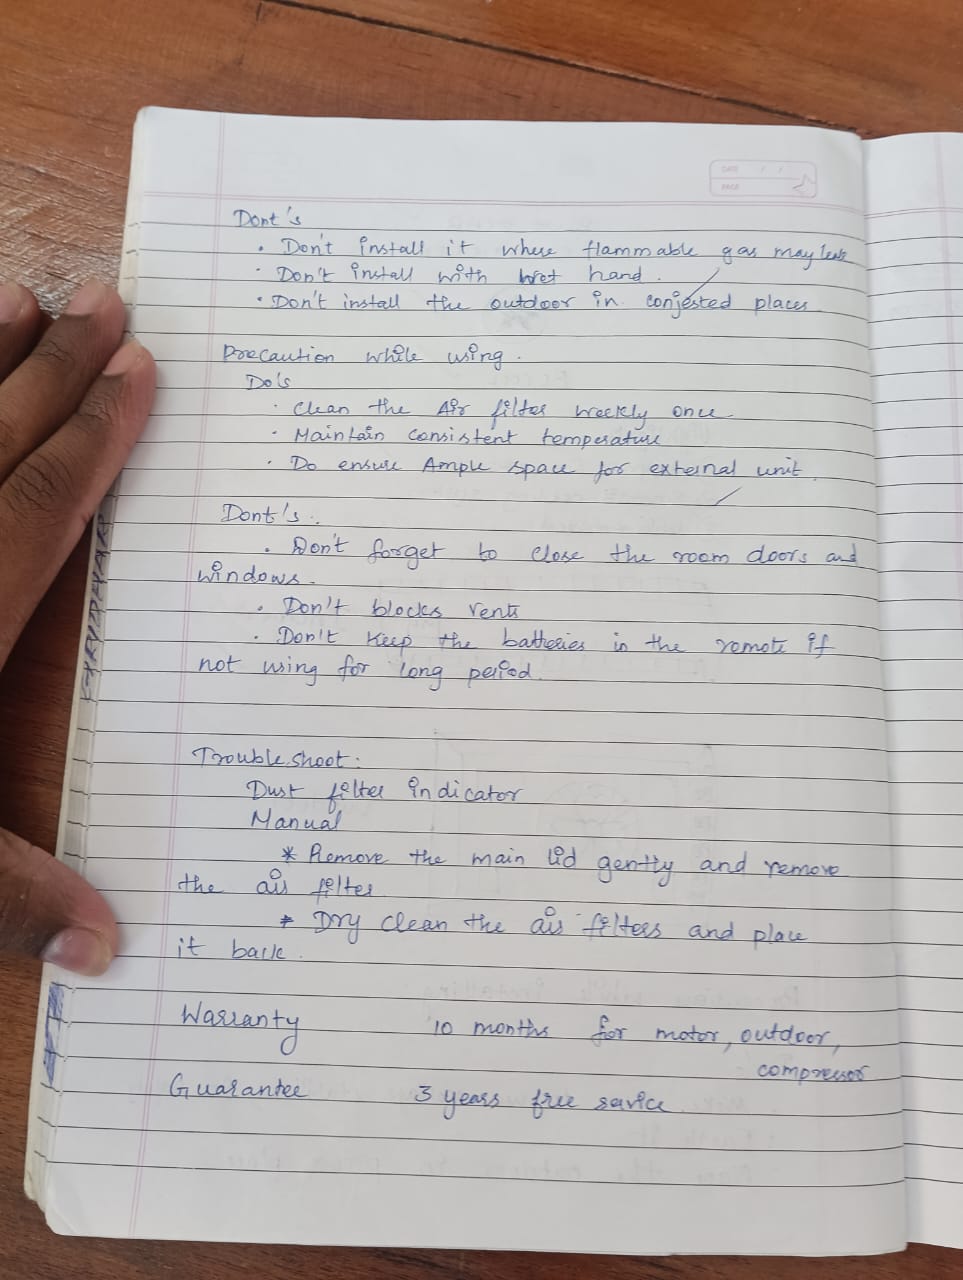 DATE / /
PAGE
Dont's
• Don't install it where flammable gas may leak
• Don't install with wet hand.
• Don't install the outdoor in conjested places
Precaution while using.
Do's
• Clean the Air filter weekly once
• Maintain consistent temperature
• Do ensure Ample space for external unit.
Dont's.
• Don't forget to close the room doors and
windows.
• Don't blocks vents
• Don't Keep the batteries in the remote if
not using for long period.
Trouble shoot:
Dust filter indicator
Manual
* Remove the main lid gently and remove
the air filter
* Dry clean the air filters and place
it back.
Warranty 10 months for motor, outdoor,
compressor
Guarantee 3 years free savice